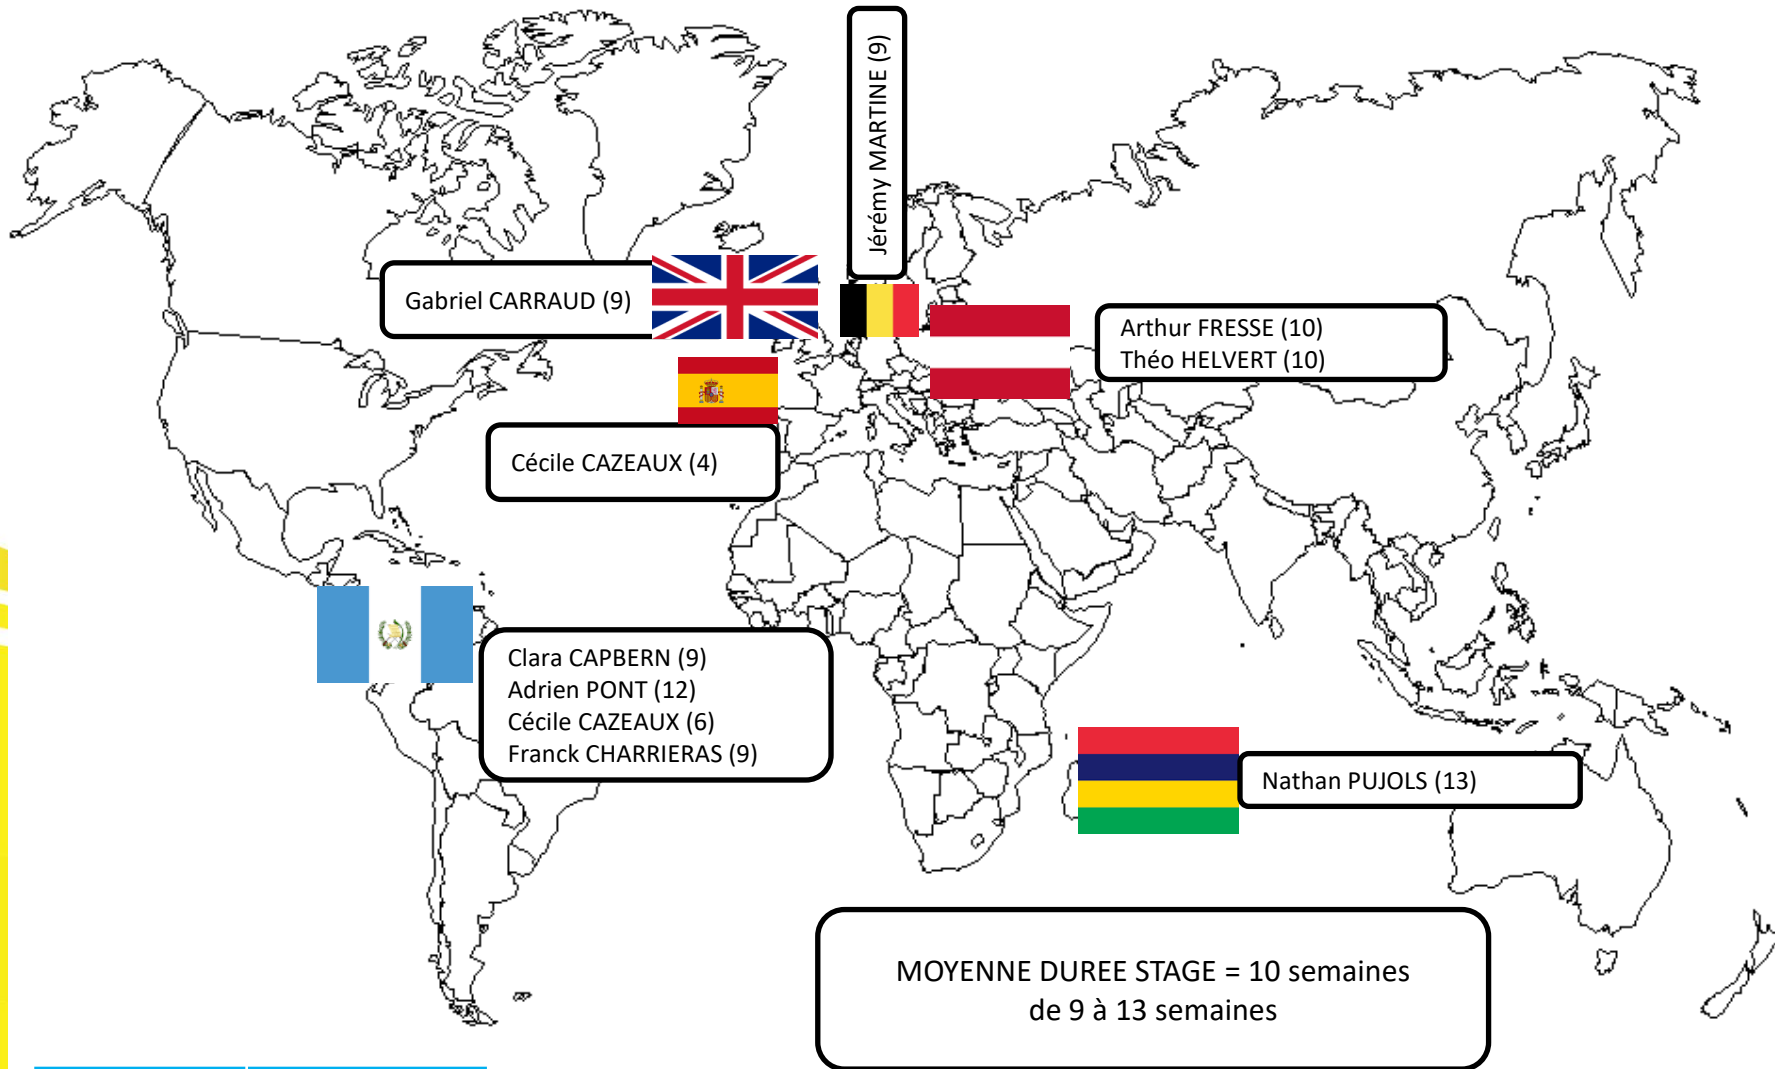 Jérémy MARTINE (9)
Gabriel CARRAUD (9)
Arthur FRESSE (10)
Théo HELVERT (10)
Cécile CAZEAUX (4)
Clara CAPBERN (9)
Adrien PONT (12)
Cécile CAZEAUX (6)
Franck CHARRIERAS (9)
Nathan PUJOLS (13)
MOYENNE DUREE STAGE = 10 semaines
de 9 à 13 semaines